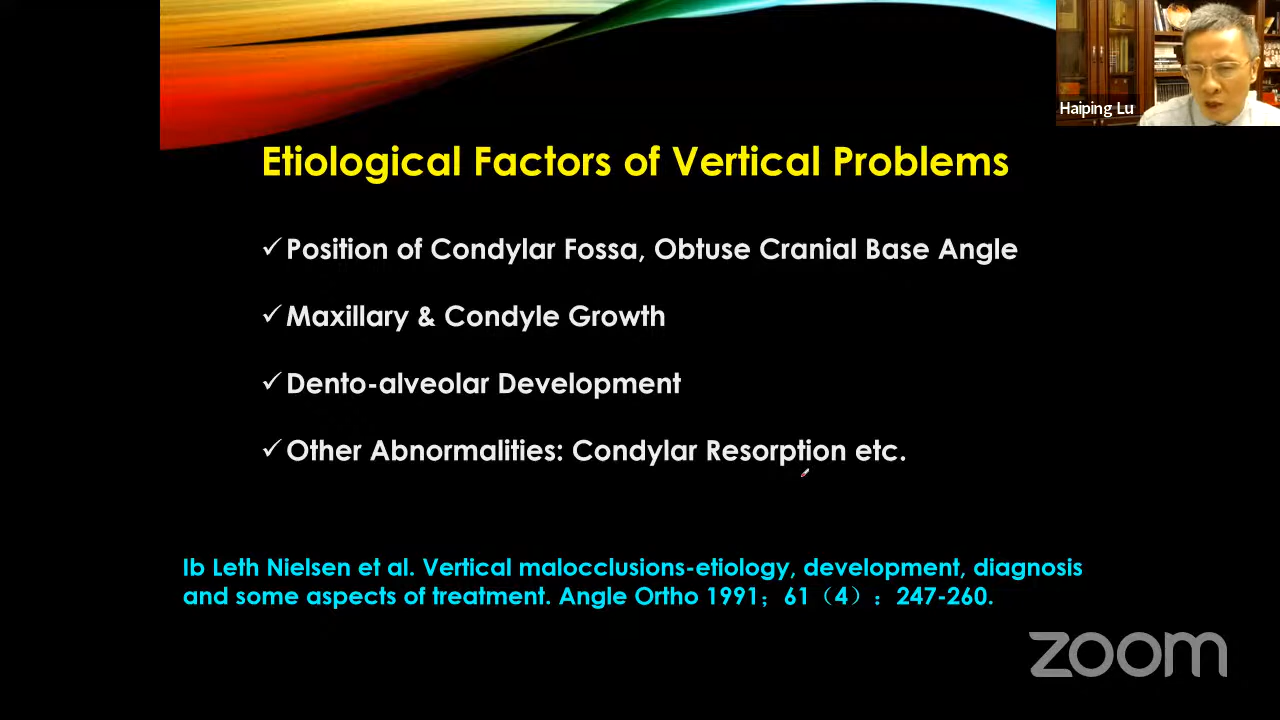 Haiping Lu
Etiological Factors of Vertical Problems
✓Position of Condylar Fossa, Obtuse Cranial Base Angle
✓Maxillary & Condyle Growth
✓Dento-alveolar Development
✓Other Abnormalities: Condylar Resorption etc.
Ib Leth Nielsen et al. Vertical malocclusions-etiology, development, diagnosis
and some aspects of treatment. Angle Ortho 1991；61（4）：247-260.
zoom